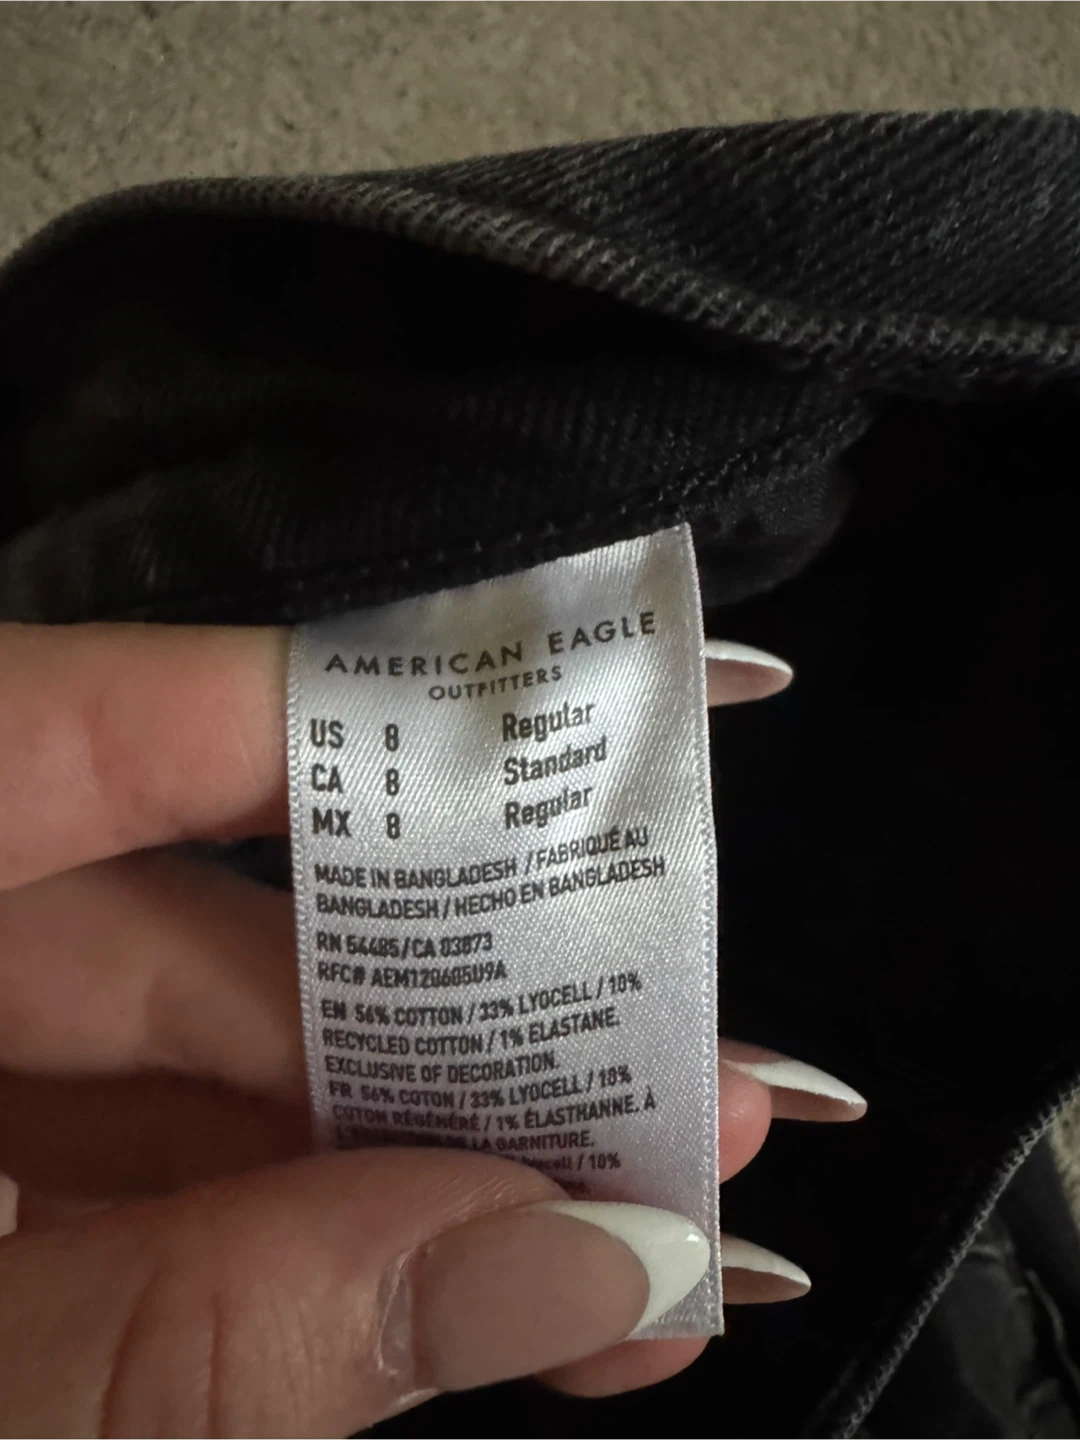 AMERICAN EAGLE
OUTFITTERS
US 8 Regular
CA 8 Standard
MX 8 Regular
MADE IN BANGLADESH / FABRIQUÉ AU
BANGLADESH / HECHO EN BANGLADESH
RN 54485/CA 03873
RFC# AEM120605U9A
EN 56% COTTON / 33% LYOCELL / 10%
RECYCLED COTTON / 1% ELASTANE.
EXCLUSIVE OF DECORATION.
FR 56% COTON / 33% LYOCELL / 10%
COTON RÉGÉNÉRÉ / 1% ÉLASTHANNE. À
LA GARNITURE.
/ 10%